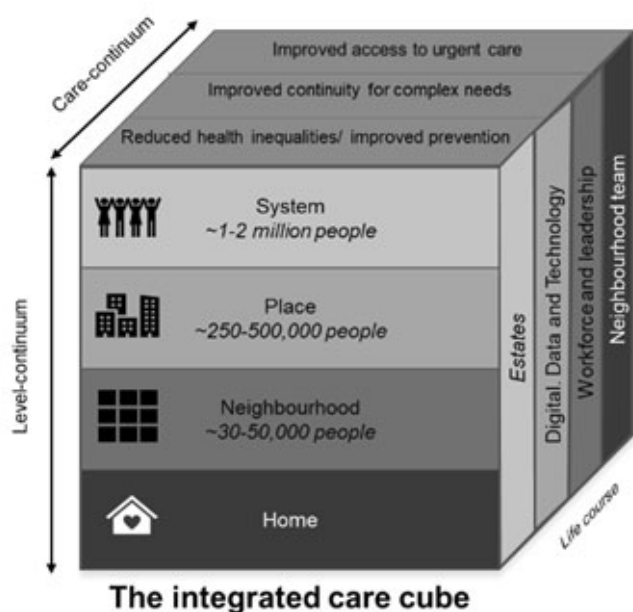 Care-continuum
Improved access to urgent care
Improved continuity for complex needs
Reduced health inequalities/ improved prevention
Level-continuum
System
~1-2 million people
Place
~250-500,000 people
Neighbourhood
~30-50,000 people
Home
Estates
Digital. Data and Technology
Workforce and leadership
Neighbourhood team
Life course
The integrated care cube